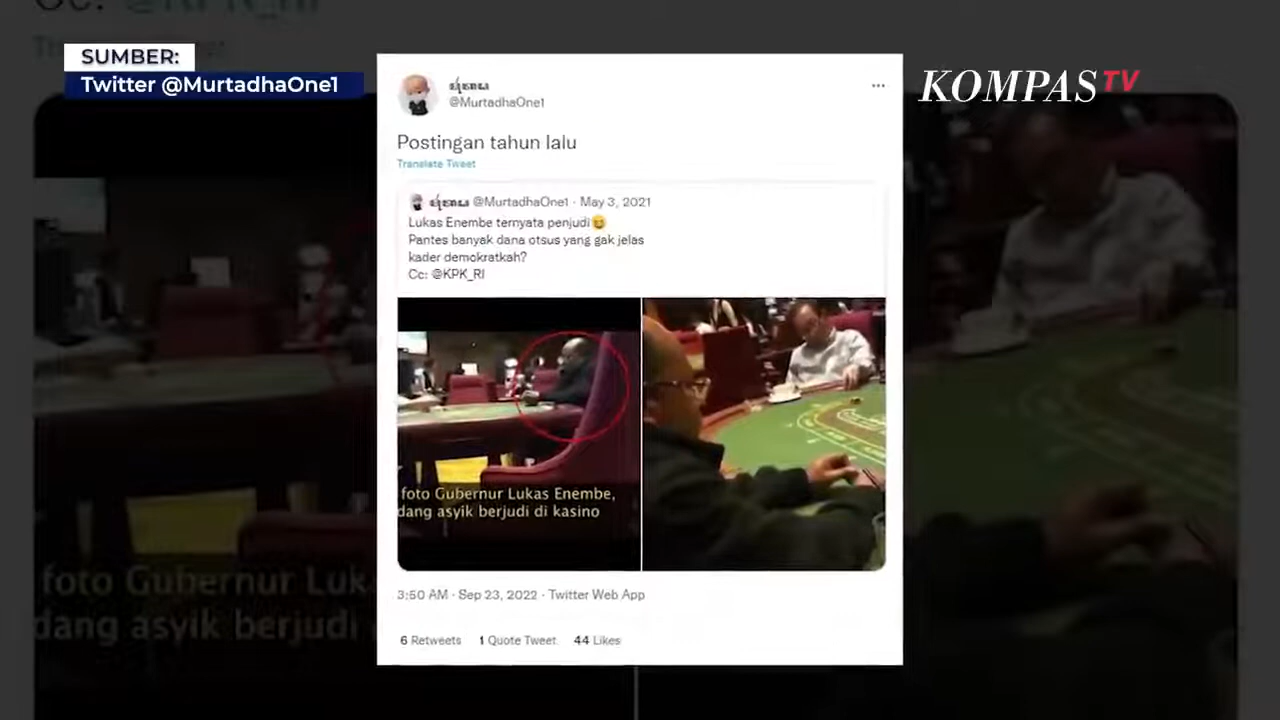 SUMBER:
Twitter @MurtadhaOne1
KOMPASTV
@MurtadhaOne1
Postingan tahun lalu
Translate Tweet
@MurtadhaOne1 · May 3, 2021
Lukas Enembe ternyata penjudi😆
Pantes banyak dana otsus yang gak jelas
kader demokratkah?
Cc: @KPK_RI
foto Gubernur Lukas Enembe,
dang asyik berjudi di kasino
3:50 AM · Sep 23, 2022 · Twitter Web App
6 Retweets 1 Quote Tweet 44 Likes
foto Gubernur Luk
dang asyik berjudi